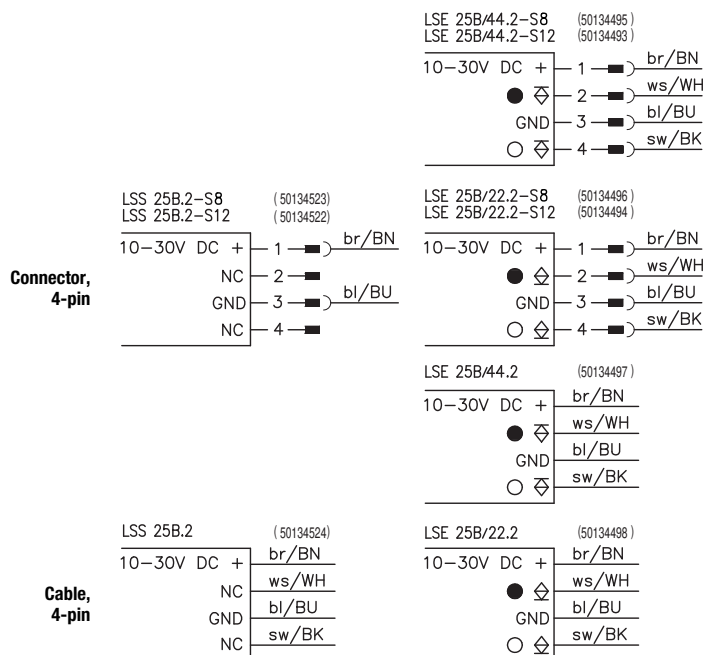 LSE 25B/44.2-S8 (50134495)
LSE 25B/44.2-S12 (50134493)
10-30V DC + 1 br/BN
2 ws/WH
GND 3 bl/BU
4 sw/BK
Connector,
4-pin
LSS 25B.2-S8 (50134523)
LSS 25B.2-S12 (50134522)
10-30V DC + 1 br/BN
NC 2
GND 3 bl/BU
NC 4
LSE 25B/22.2-S8 (50134496)
LSE 25B/22.2-S12 (50134494)
10-30V DC + 1 br/BN
2 ws/WH
GND 3 bl/BU
4 sw/BK
LSE 25B/44.2 (50134497)
10-30V DC + br/BN
ws/WH
GND bl/BU
sw/BK
Cable,
4-pin
LSS 25B.2 (50134524)
10-30V DC + br/BN
NC ws/WH
GND bl/BU
NC sw/BK
LSE 25B/22.2 (50134498)
10-30V DC + br/BN
ws/WH
GND bl/BU
sw/BK